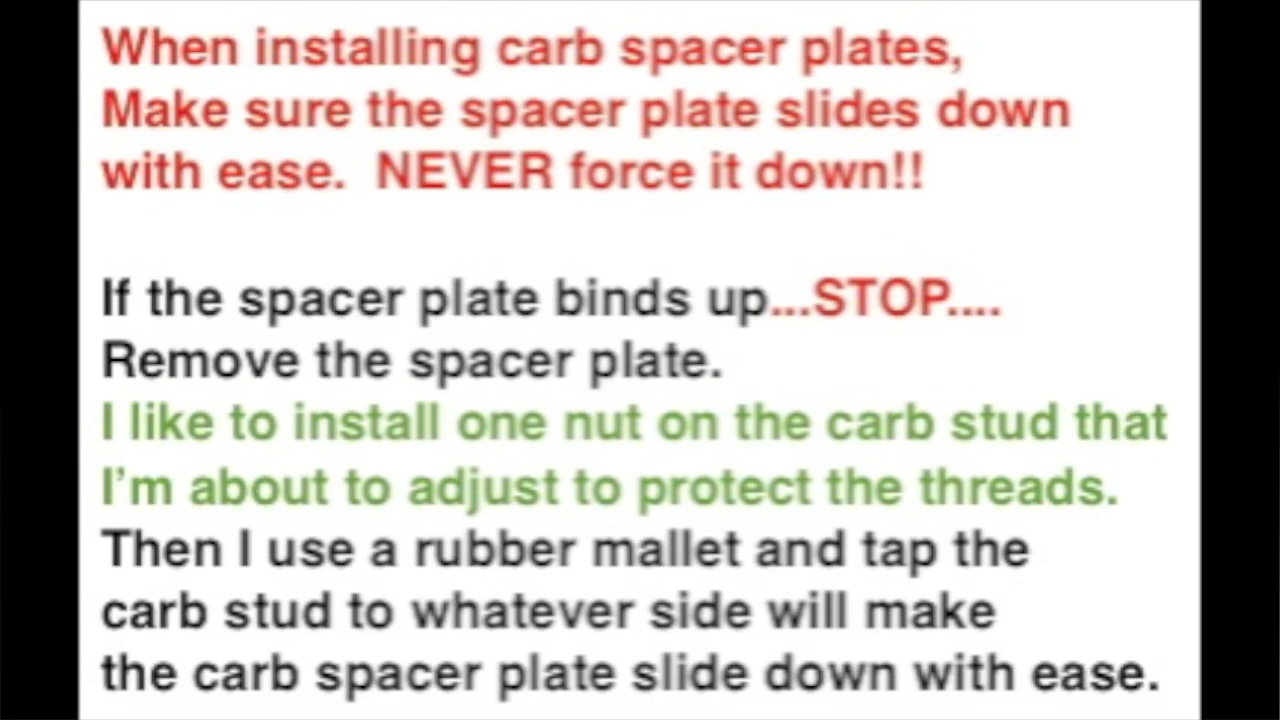 When installing carb spacer plates,
Make sure the spacer plate slides down
with ease.  NEVER force it down!!
If the spacer plate binds up...STOP....
Remove the spacer plate.
I like to install one nut on the carb stud that
I'm about to adjust to protect the threads.
Then I use a rubber mallet and tap the
carb stud to whatever side will make
the carb spacer plate slide down with ease.